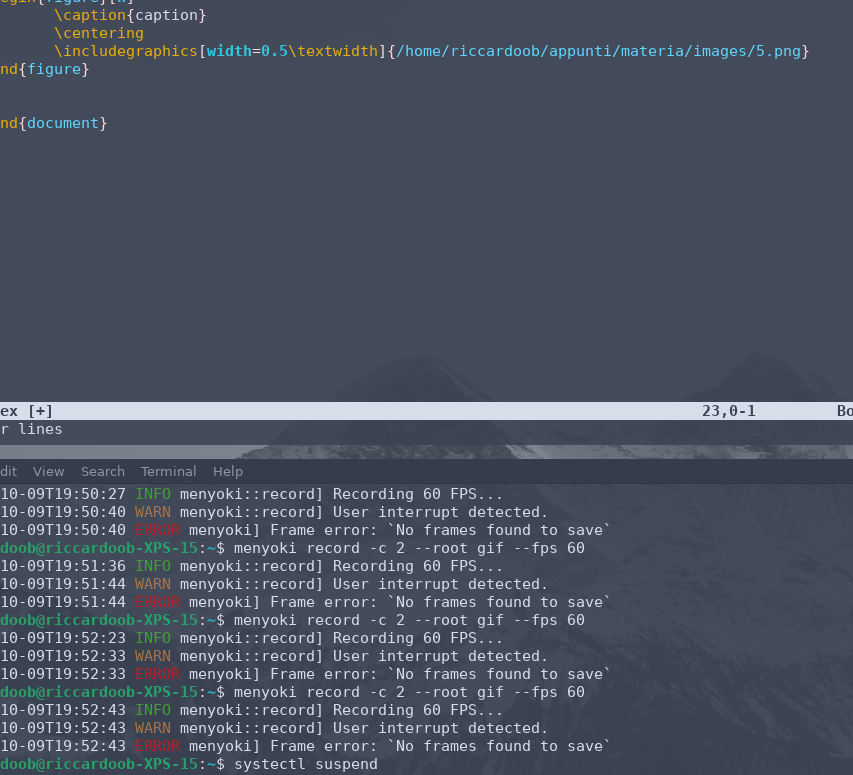 egin{figure}[H]
\caption{caption}
\centering
\includegraphics[width=0.5\textwidth]{/home/riccardoob/appunti/materia/images/5.png}
nd{figure}
nd{document}
ex [+] 23,0-1 Bo
r lines
dit View Search Terminal Help
10-09T19:50:27 INFO menyoki::record] Recording 60 FPS...
10-09T19:50:40 WARN menyoki::record] User interrupt detected.
10-09T19:50:40 ERROR menyoki] Frame error: `No frames found to save`
doob@riccardoob-XPS-15:~$ menyoki record -c 2 --root gif --fps 60
10-09T19:51:36 INFO menyoki::record] Recording 60 FPS...
10-09T19:51:44 WARN menyoki::record] User interrupt detected.
10-09T19:51:44 ERROR menyoki] Frame error: `No frames found to save`
doob@riccardoob-XPS-15:~$ menyoki record -c 2 --root gif --fps 60
10-09T19:52:23 INFO menyoki::record] Recording 60 FPS...
10-09T19:52:33 WARN menyoki::record] User interrupt detected.
10-09T19:52:33 ERROR menyoki] Frame error: `No frames found to save`
doob@riccardoob-XPS-15:~$ menyoki record -c 2 --root gif --fps 60
10-09T19:52:43 INFO menyoki::record] Recording 60 FPS...
10-09T19:52:43 WARN menyoki::record] User interrupt detected.
10-09T19:52:43 ERROR menyoki] Frame error: `No frames found to save`
doob@riccardoob-XPS-15:~$ systectl suspend